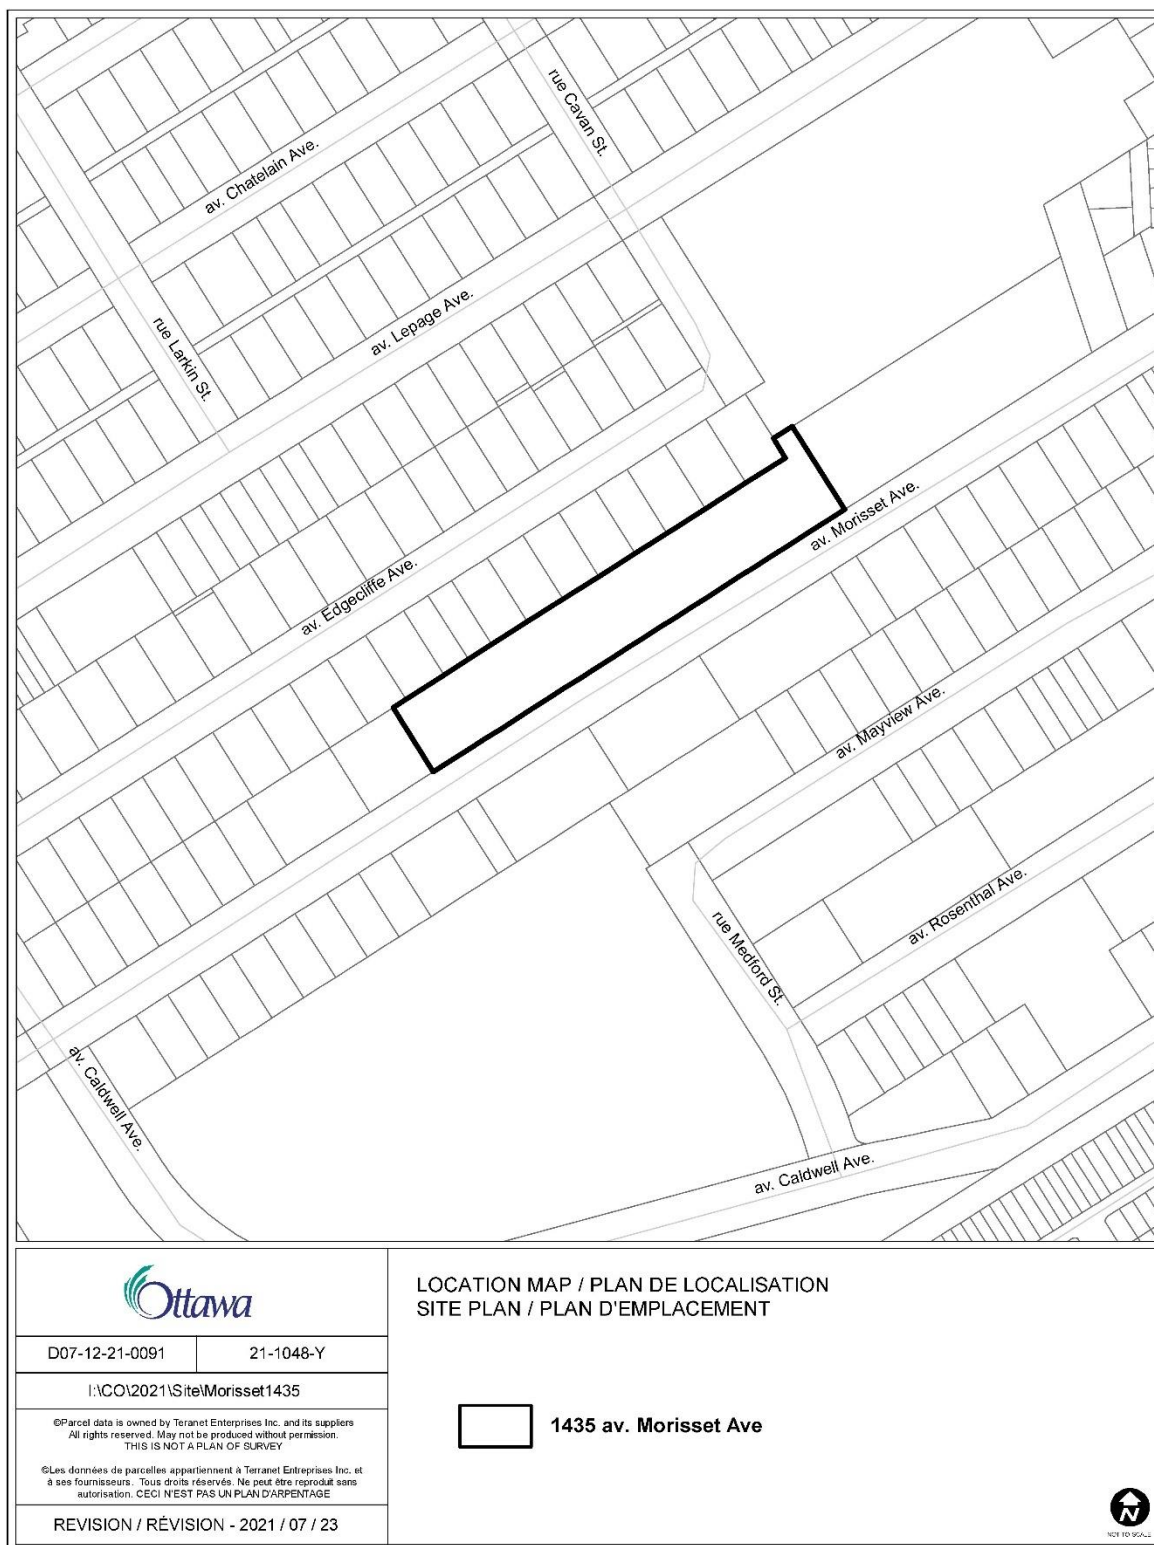 rue Cavan St.
av. Chatelain Ave.
av. Lepage Ave.
rue Larkin St.
av. Morisset Ave.
av. Edgecliffe Ave.
av. Mayview Ave.
av. Rosenthal Ave.
rue Medford St.
av. Caldwell Ave.
av. Caldwell Ave.
Ottawa
D07-12-21-0091
21-1048-Y
I:\CO\2021\Site\Morisset1435
©Parcel data is owned by Teranet Enterprises Inc. and its suppliers
All rights reserved. May not be produced without permission.
THIS IS NOT A PLAN OF SURVEY
©Les données de parcelles appartiennent à Teranet Entreprises Inc. et
à ses fournisseurs. Tous droits réservés. Ne peut être reproduit sans
autorisation. CECI N'EST PAS UN PLAN D'ARPENTAGE
REVISION / RÉVISION - 2021 / 07 / 23
LOCATION MAP / PLAN DE LOCALISATION
SITE PLAN / PLAN D'EMPLACEMENT
1435 av. Morisset Ave
N
NOT TO SCALE